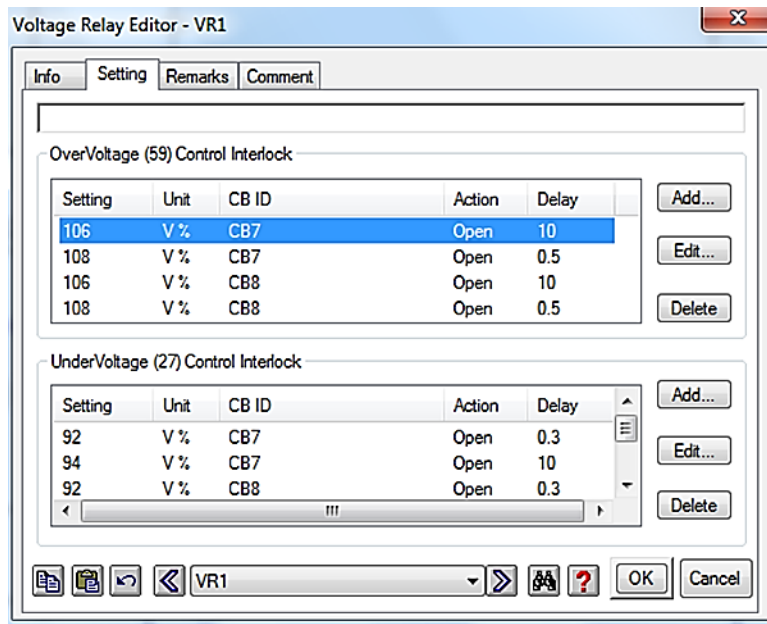 Voltage Relay Editor - VR1
Info Setting Remarks Comment
OverVoltage (59) Control Interlock
Setting Unit CB ID Action Delay
106 V % CB7 Open 10
108 V % CB7 Open 0.5
106 V % CB8 Open 10
108 V % CB8 Open 0.5
Add...
Edit...
Delete
UnderVoltage (27) Control Interlock
Setting Unit CB ID Action Delay
92 V % CB7 Open 0.3
94 V % CB7 Open 10
92 V % CB8 Open 0.3
Add...
Edit...
Delete
VR1 ? OK Cancel